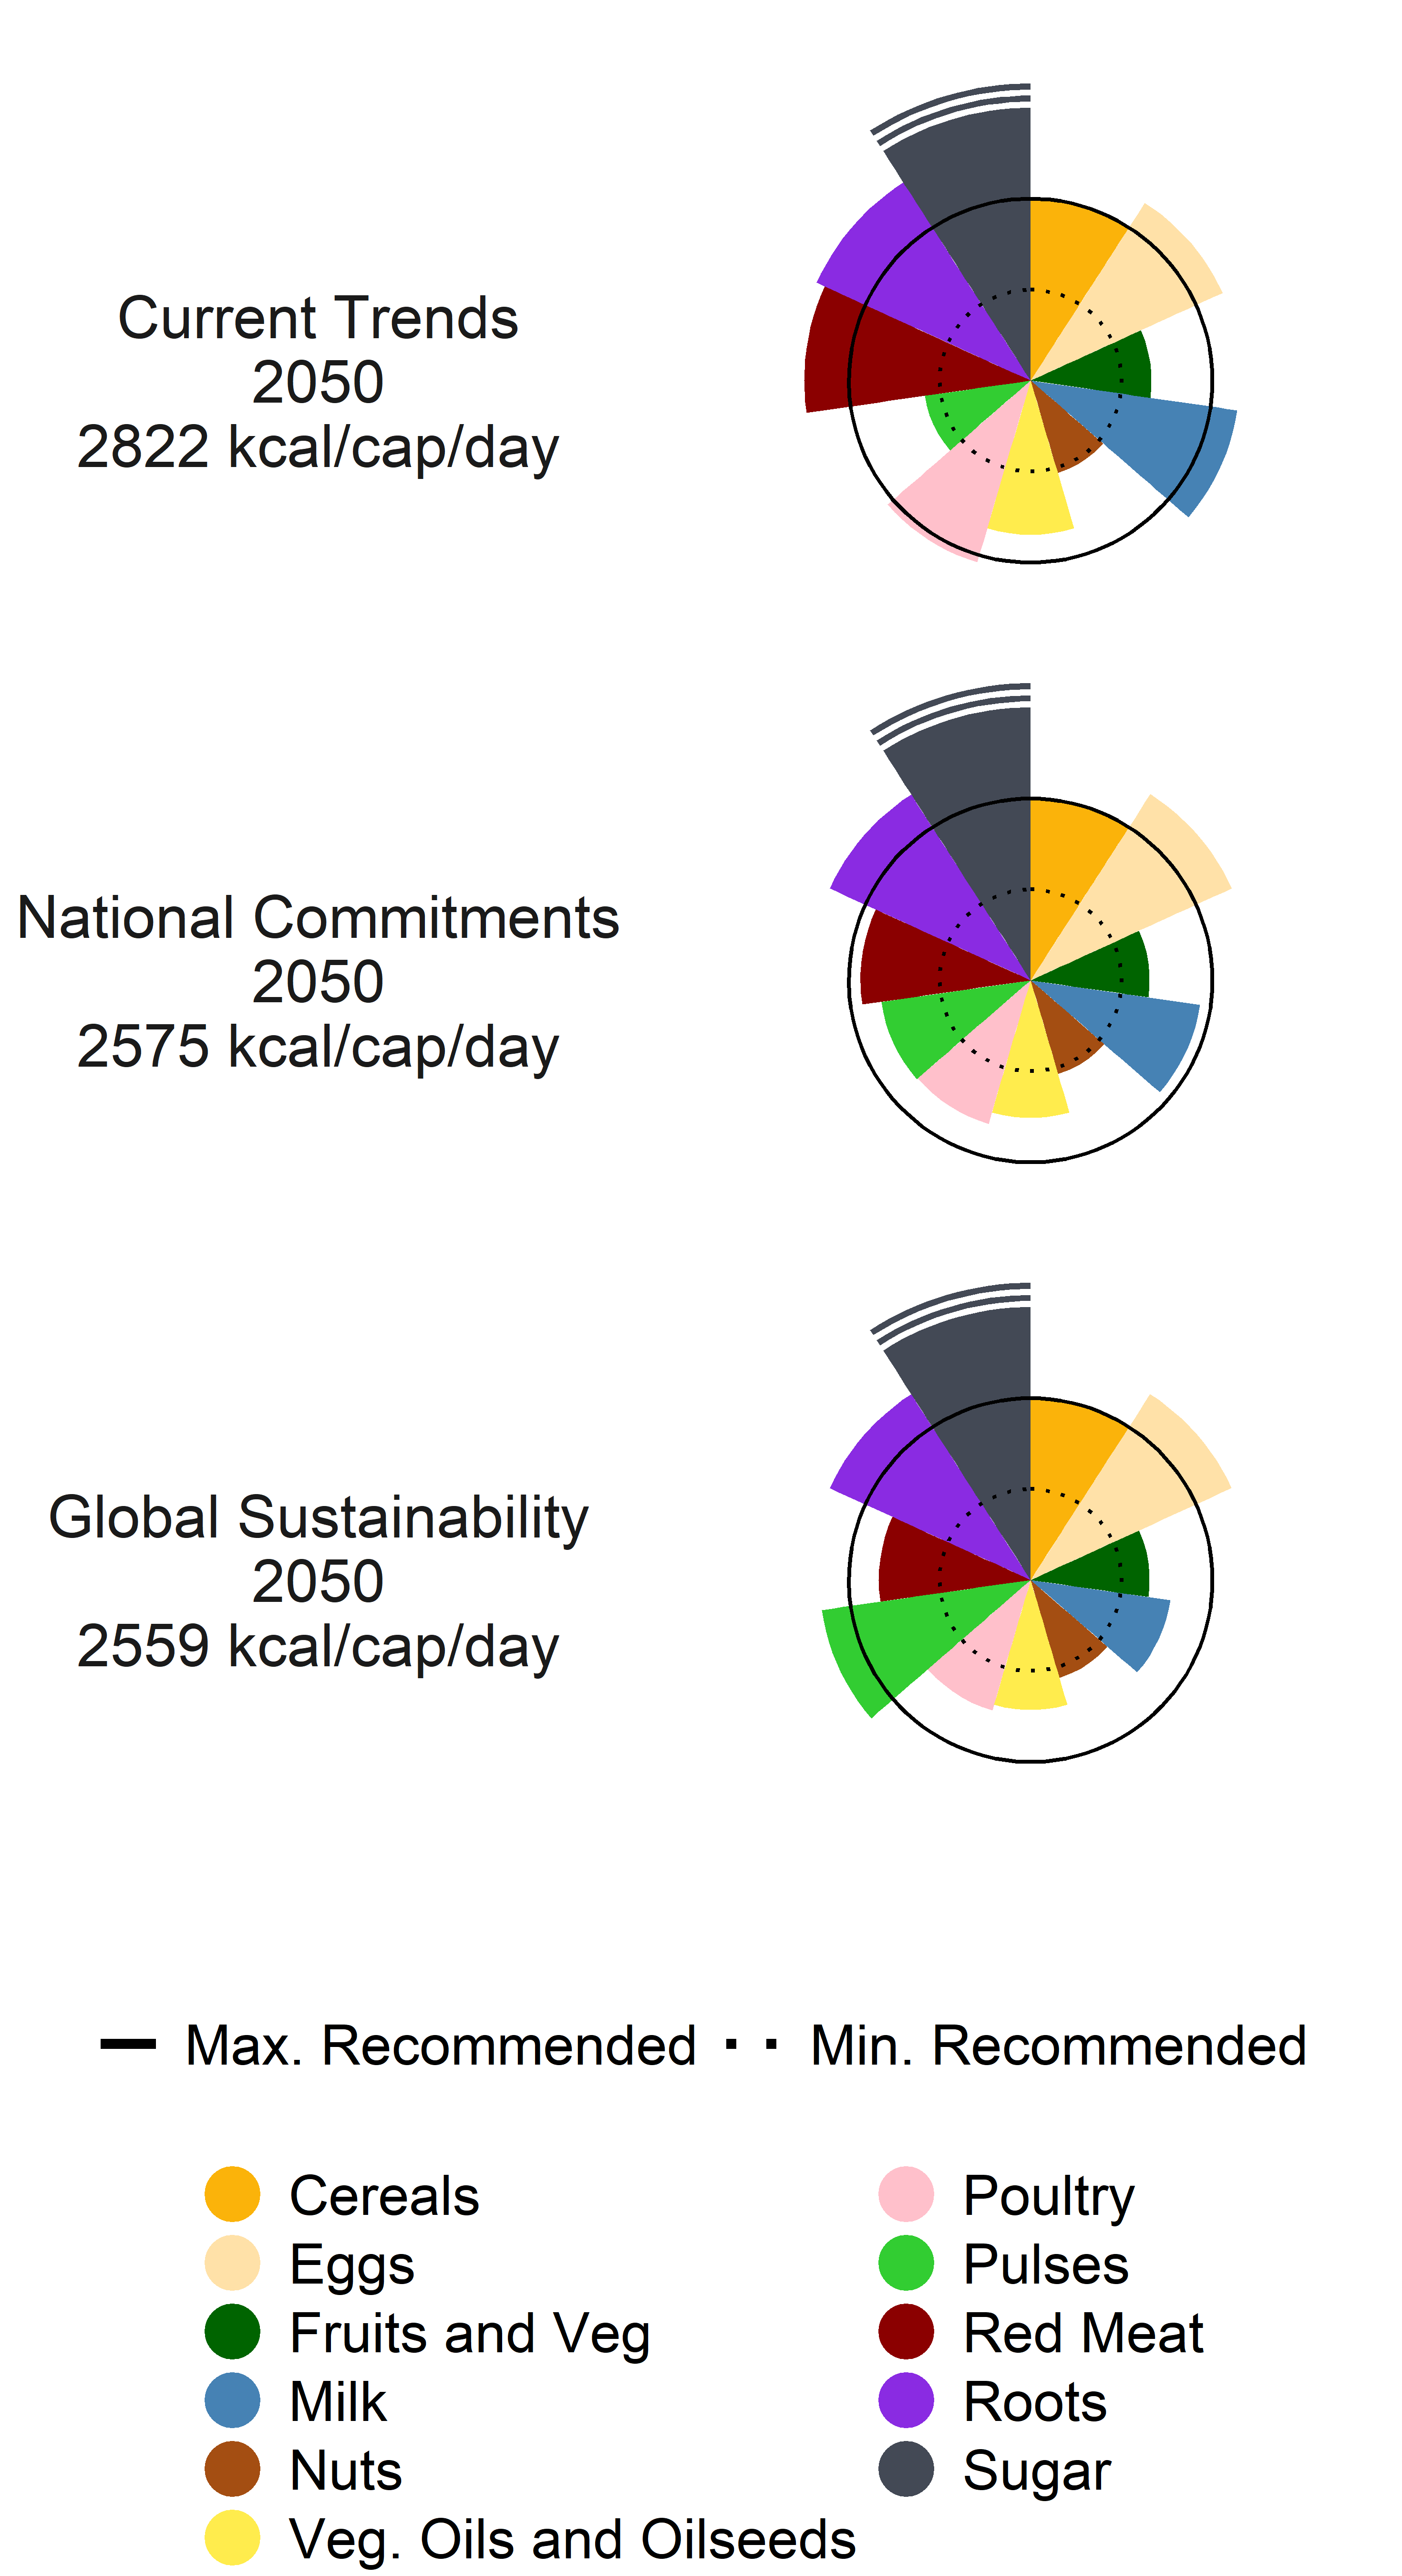 Current Trends
2050
2822 kcal/cap/day
National Commitments
2050
2575 kcal/cap/day
Global Sustainability
2050
2559 kcal/cap/day
Max. Recommended
Min. Recommended
Cereals
Eggs
Fruits and Veg
Milk
Nuts
Veg. Oils and Oilseeds
Poultry
Pulses
Red Meat
Roots
Sugar